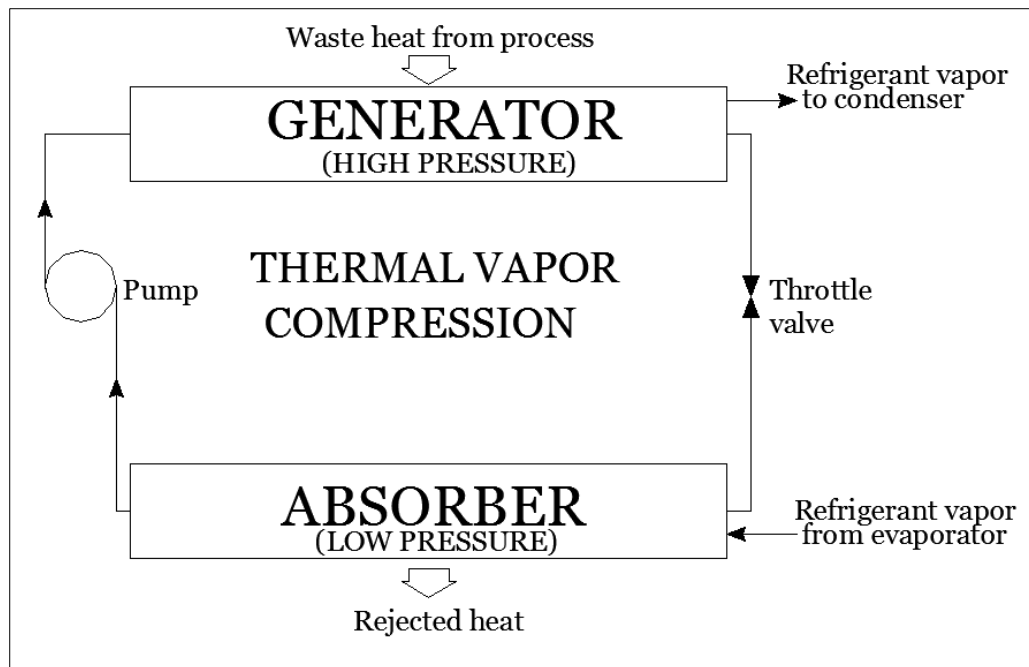 Waste heat from process
GENERATOR
(HIGH PRESSURE)
Refrigerant vapor
to condenser
THERMAL VAPOR
COMPRESSION
Pump
Throttle
valve
ABSORBER
(LOW PRESSURE)
Refrigerant vapor
from evaporator
Rejected heat